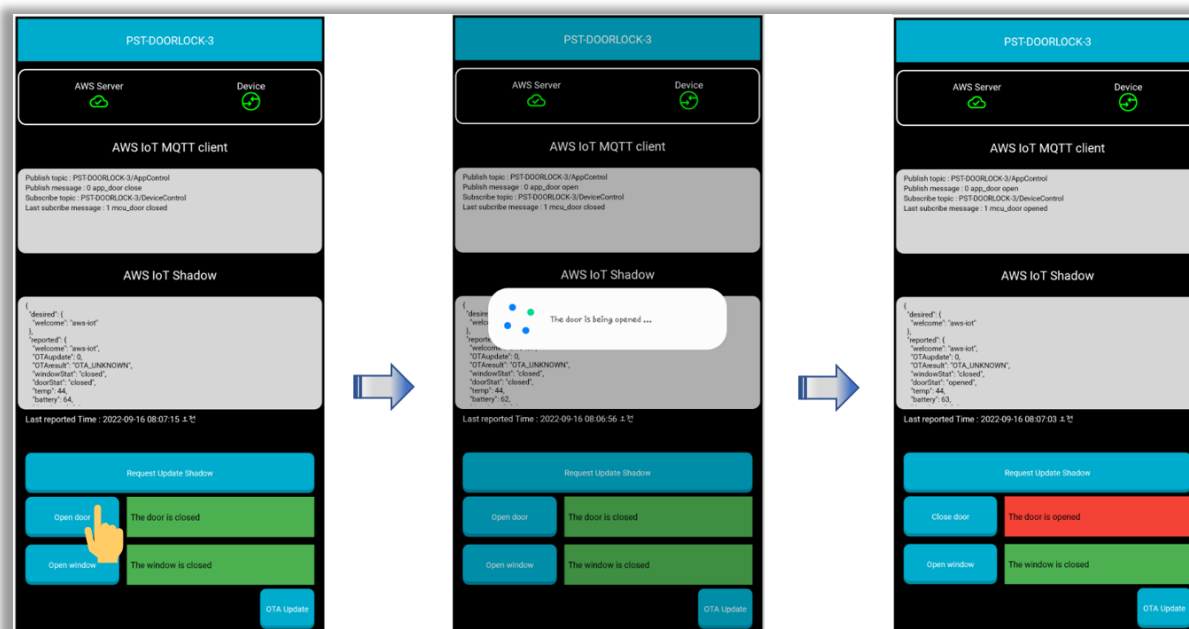 PST-DOORLOCK-3
AWS Server
Device
AWS IoT MQTT client
Publish topic : PST-DOORLOCK-3/AppControl
Publish message : 0 app_door close
Subscribe topic : PST-DOORLOCK-3/DeviceControl
Last subcribe message : 1 mcu_door closed
AWS IoT Shadow
{
"desired": {
"welcome": "aws-iot"
},
"reported": {
"welcome": "aws-iot",
"OTAupdate": 0,
"OTAresult": "OTA_UNKNOWN",
"windowStat": "closed",
"doorStat": "closed",
"temp": 44,
"battery": 64,
Last reported Time : 2022-09-16 08:07:15 오전
Request Update Shadow
Open door
The door is closed
Open window
The window is closed
OTA Update
PST-DOORLOCK-3
AWS Server
Device
AWS IoT MQTT client
Publish topic : PST-DOORLOCK-3/AppControl
Publish message : 0 app_door open
Subscribe topic : PST-DOORLOCK-3/DeviceControl
Last subcribe message : 1 mcu_door closed
AWS IoT Shadow
{
The door is being opened ...
"OTAupdate": 0,
"OTAresult": "OTA_UNKNOWN",
"windowStat": "closed",
"doorStat": "closed",
"temp": 44,
"battery": 62,
Last reported Time : 2022-09-16 08:06:56 오전
Request Update Shadow
Open door
The door is closed
Open window
The window is closed
OTA Update
PST-DOORLOCK-3
AWS Server
Device
AWS IoT MQTT client
Publish topic : PST-DOORLOCK-3/AppControl
Publish message : 0 app_door open
Subscribe topic : PST-DOORLOCK-3/DeviceControl
Last subcribe message : 1 mcu_door opened
AWS IoT Shadow
{
"desired": {
"welcome": "aws-iot"
},
"reported": {
"welcome": "aws-iot",
"OTAupdate": 0,
"OTAresult": "OTA_UNKNOWN",
"windowStat": "closed",
"doorStat": "opened",
"temp": 44,
"battery": 63,
Last reported Time : 2022-09-16 08:07:03 오전
Request Update Shadow
Close door
The door is opened
Open window
The window is closed
OTA Update